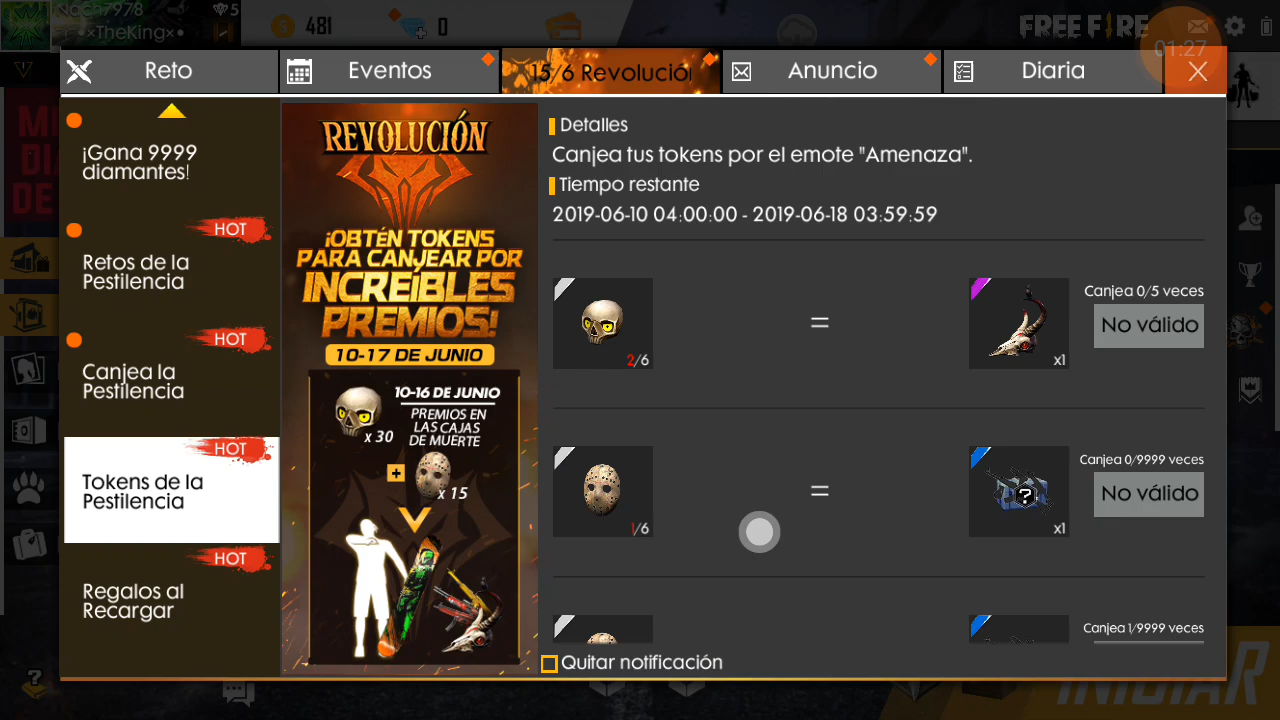 5
•×TheKing×•
481
0
FREE FIRE
01:27
Reto
Eventos
15/6 Revolució
Anuncio
Diaria
¡Gana 9999
diamantes!
HOT
Retos de la
Pestilencia
HOT
Canjea la
Pestilencia
HOT
Tokens de la
Pestilencia
HOT
Regalos al
Recargar
REVOLUCIÓN
¡OBTÉN TOKENS
PARA CANJEAR POR
INCREÍBLES
PREMIOS!
10-17 DE JUNIO
10-16 DE JUNIO
PREMIOS EN
LAS CAJAS
DE MUERTE
x 30
+
x 15
Detalles
Canjea tus tokens por el emote "Amenaza".
Tiempo restante
2019-06-10 04:00:00 - 2019-06-18 03:59:59
2/6
=
x1
Canjea 0/5 veces
No válido
1/6
=
?
x1
Canjea 0/9999 veces
No válido
Canjea 1/9999 veces
Quitar notificación
?
INICIAR